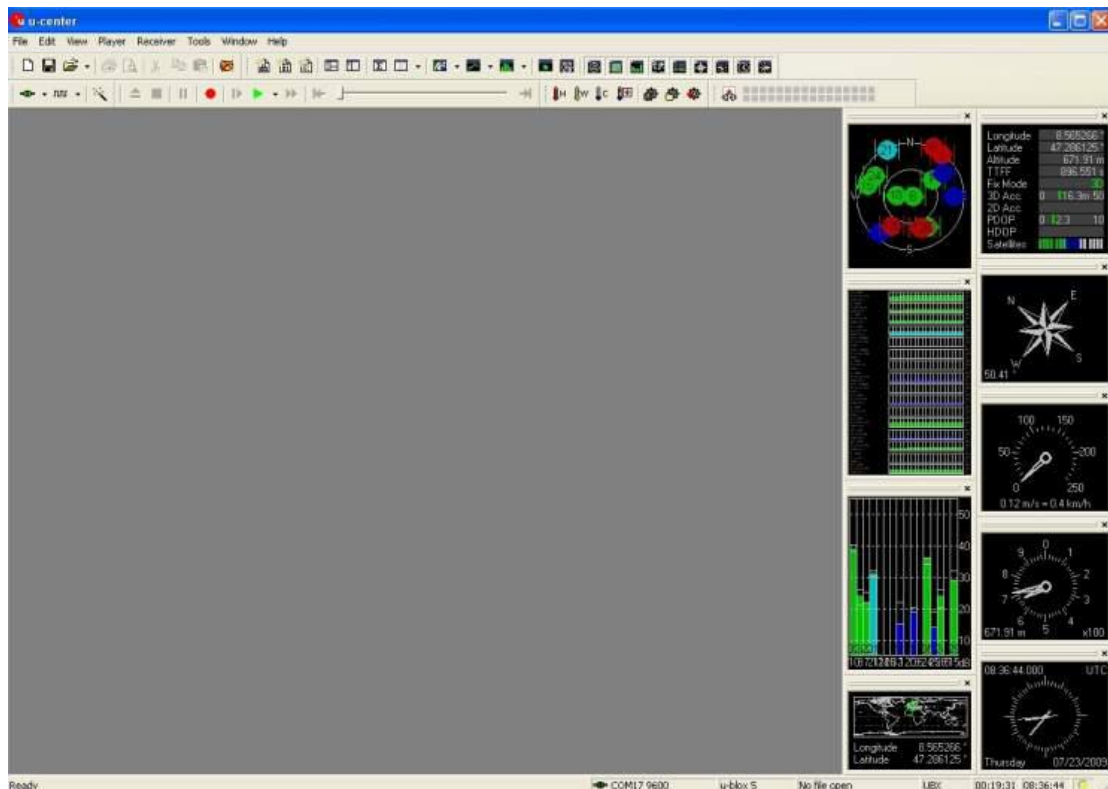 u-center
File Edit View Player Receiver Tools Window Help
H W C
N
S
Longitude 8.565266 °
Latitude 47.286125 °
Altitude 671.91 m
TTFF 896.551 s
Fix Mode 3D
3D Acc. 0 16.3m 50
2D Acc.
PDOP 0 2.3 10
HDOP
Satellites
N E
W S
50.41 °
100 150
50 200
0 250
0.12 m/s = 0.4 km/h
50
40
30
20
10
dB
0
9 1
8 2
7 3
6 4
5
671.91 m x100
Longitude 8.565266 °
Latitude 47.286125 °
08:36:44.000 UTC
Thursday 07/23/2009
Ready COM17 9600 u-blox 5 No file open UBX 00:19:31 08:36:44